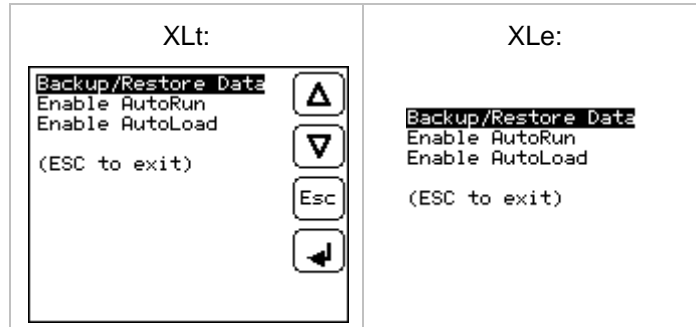 XLt:
Backup/Restore Data
Enable AutoRun
Enable AutoLoad
(ESC to exit)
Esc
XLe:
Backup/Restore Data
Enable AutoRun
Enable AutoLoad
(ESC to exit)